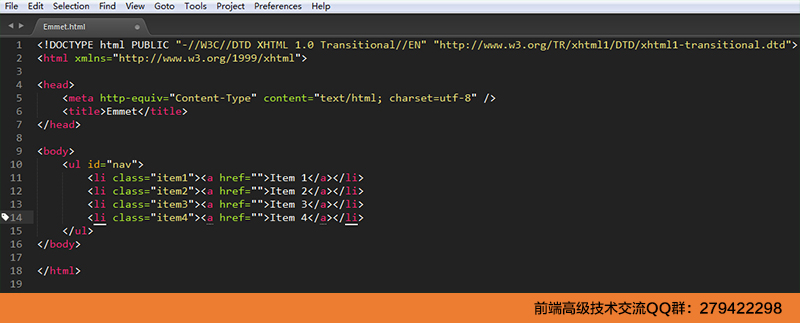 File Edit Selection Find View Goto Tools Project Preferences Help
Emmet.html
1 <!DOCTYPE html PUBLIC "-//W3C//DTD XHTML 1.0 Transitional//EN" "http://www.w3.org/TR/xhtml1/DTD/xhtml1-transitional.dtd">
2 <html xmlns="http://www.w3.org/1999/xhtml">
3
4 <head>
5 <meta http-equiv="Content-Type" content="text/html; charset=utf-8" />
6 <title>Emmet</title>
7 </head>
8
9 <body>
10 <ul id="nav">
11 <li class="item1"><a href="">Item 1</a></li>
12 <li class="item2"><a href="">Item 2</a></li>
13 <li class="item3"><a href="">Item 3</a></li>
14 <li class="item4"><a href="">Item 4</a></li>
15 </ul>
16 </body>
17
18 </html>
19
前端高级技术交流QQ群：279422298